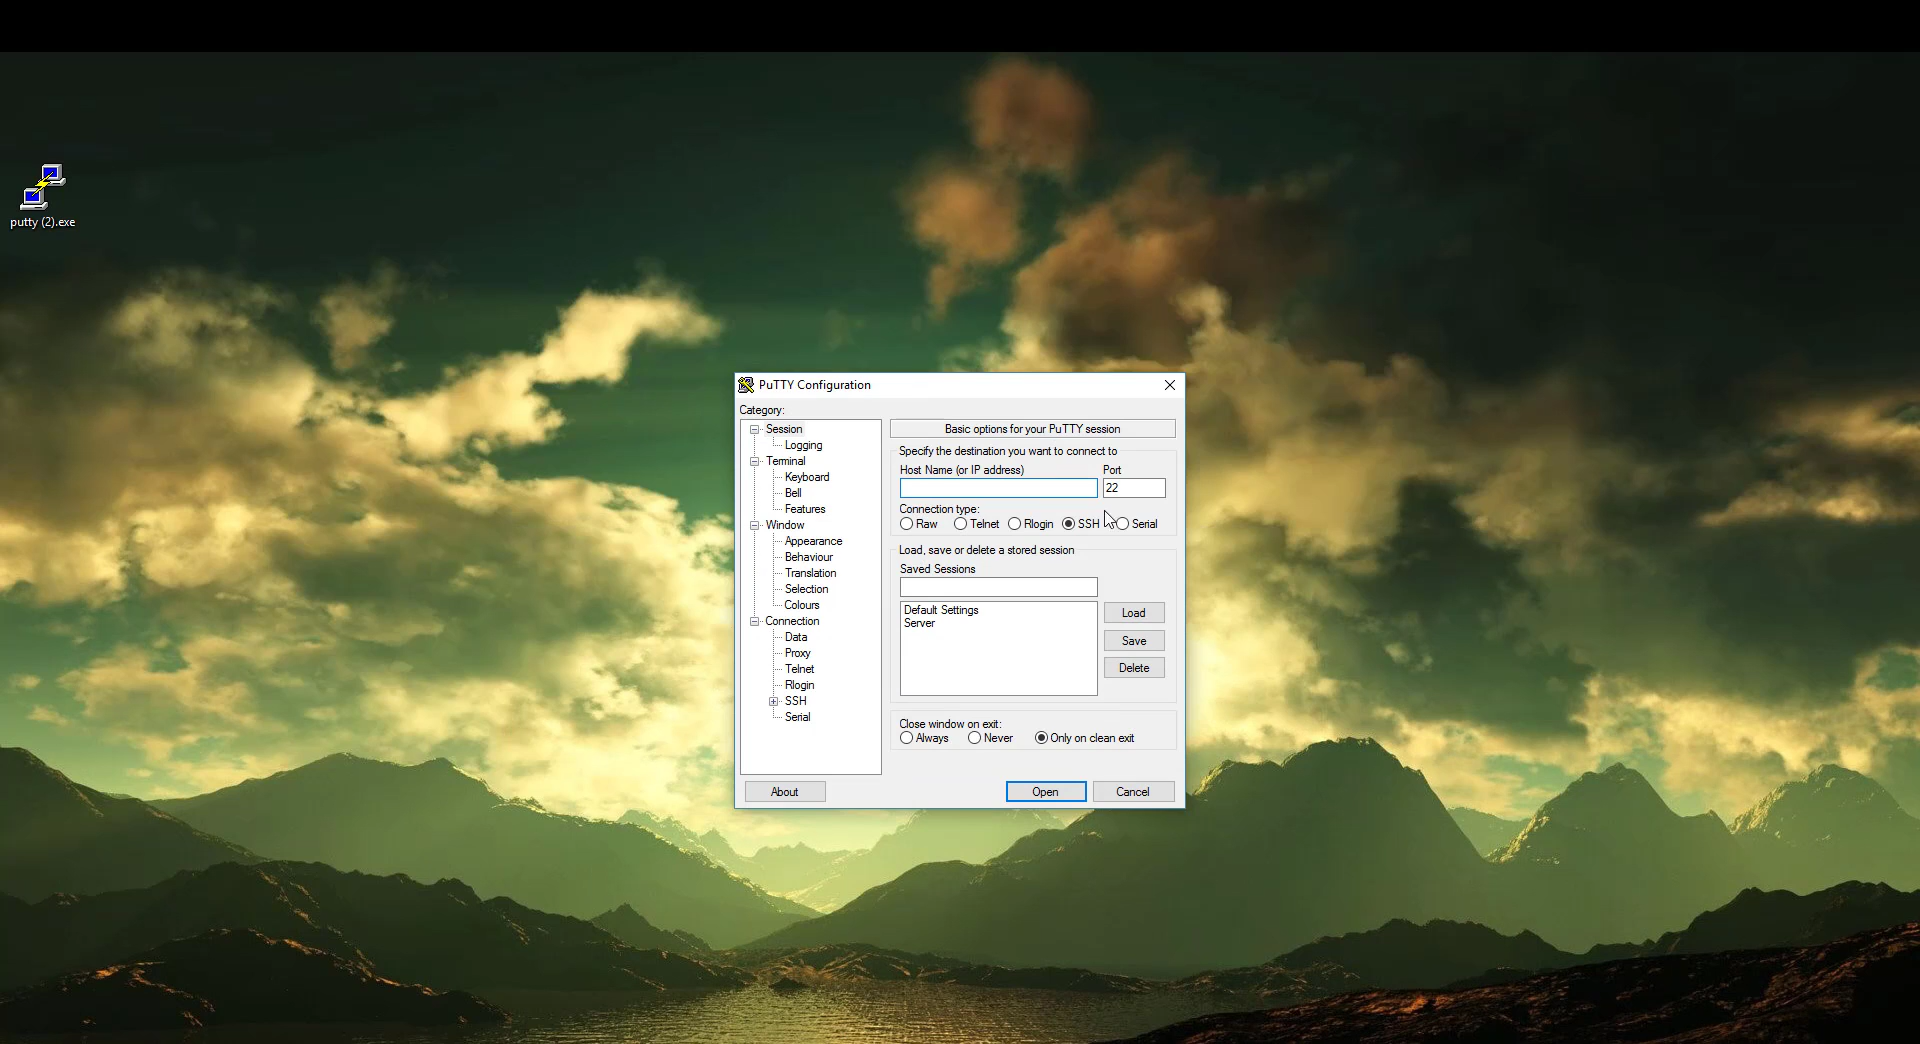 putty (2).exe
PuTTY Configuration
Category:
Session
Logging
Terminal
Keyboard
Bell
Features
Window
Appearance
Behaviour
Translation
Selection
Colours
Connection
Data
Proxy
Telnet
Rlogin
SSH
Serial
Basic options for your PuTTY session
Specify the destination you want to connect to
Host Name (or IP address) Port
22
Connection type:
Raw Telnet Rlogin SSH Serial
Load, save or delete a stored session
Saved Sessions
Default Settings
Server
Load
Save
Delete
Close window on exit:
Always Never Only on clean exit
About Open Cancel